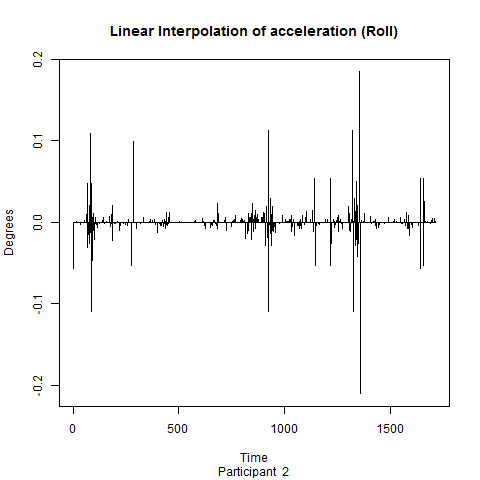 Linear Interpolation of acceleration (Roll)
0.2
0.1
0.0
-0.1
-0.2
Degrees
0 500 1000 1500
Time
Participant 2